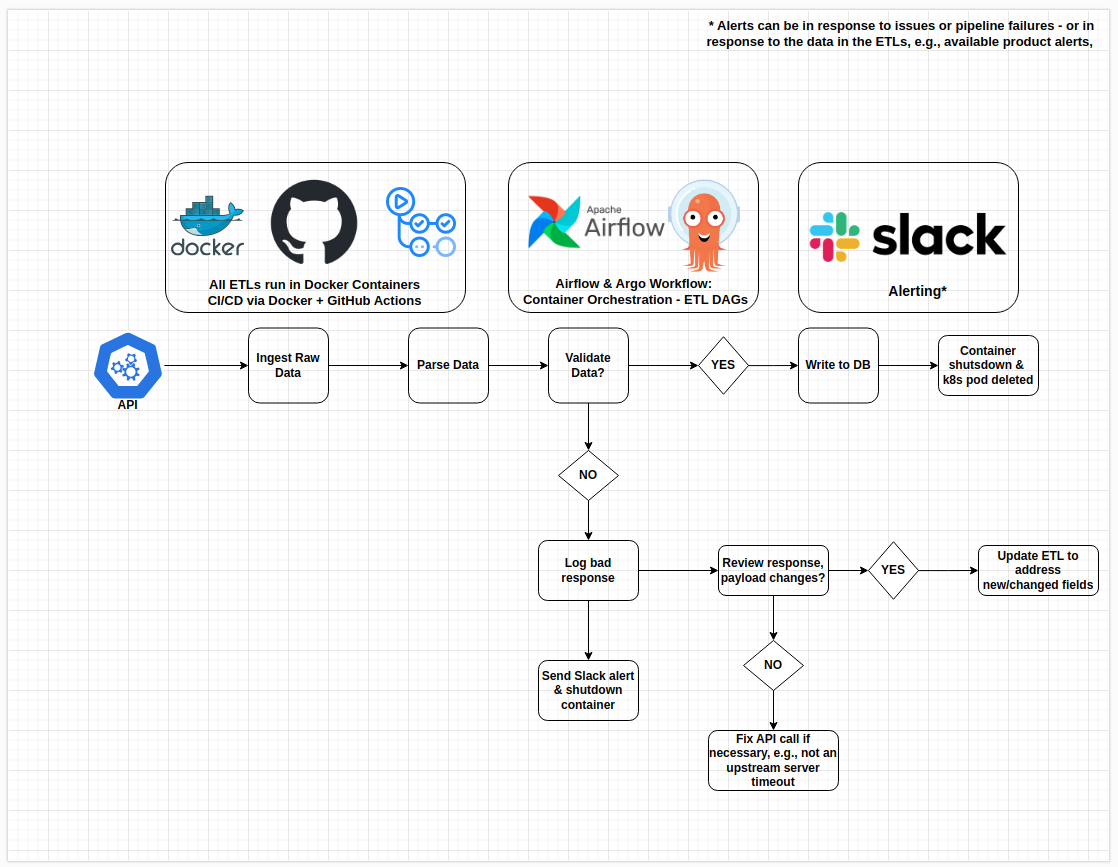 * Alerts can be in response to issues or pipeline failures - or in
response to the data in the ETLs, e.g., available product alerts,
docker
All ETLs run in Docker Containers
CI/CD via Docker + GitHub Actions
Apache
Airflow
Airflow & Argo Workflow:
Container Orchestration - ETL DAGs
slack
Alerting*
API
Ingest Raw
Data
Parse Data
Validate
Data?
YES
Write to DB
Container
shutsdown &
k8s pod deleted
NO
Log bad
response
Review response,
payload changes?
YES
Update ETL to
address
new/changed fields
Send Slack alert
& shutdown
container
NO
Fix API call if
necessary, e.g., not an
upstream server
timeout